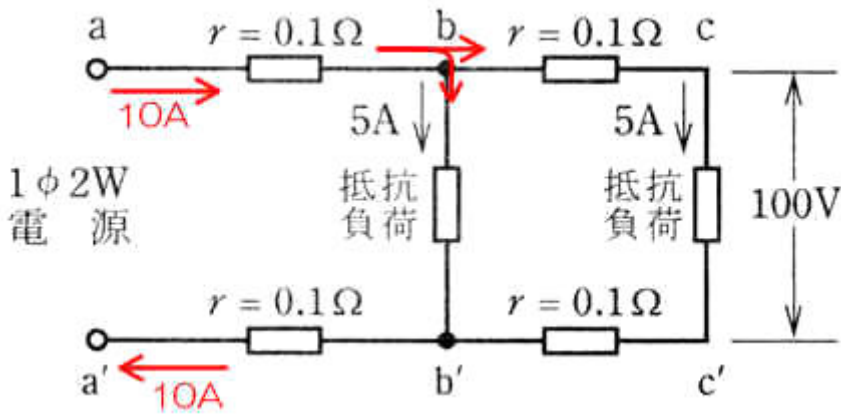 a
r = 0.1Ω
b
r = 0.1Ω
c
10A
5A
5A
1φ2W
電 源
抵抗
負荷
抵抗
負荷
100V
r = 0.1Ω
r = 0.1Ω
a′
10A
b′
c′